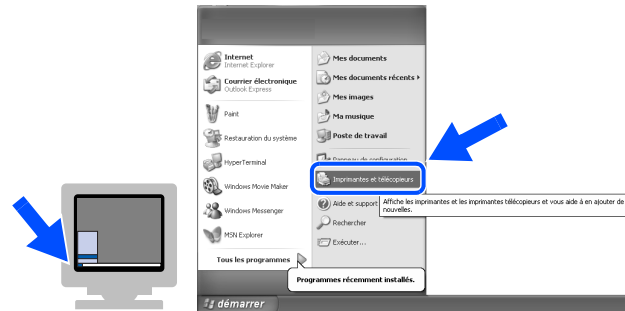 Internet
Internet Explorer
Courrier électronique
Outlook Express
Paint
Restauration du système
HyperTerminal
Windows Movie Maker
Windows Messenger
MSN Explorer
Tous les programmes
Mes documents
Mes documents récents
Mes images
Ma musique
Poste de travail
Panneau de configuration
Imprimantes et télécopieurs
Aide et support
Affiche les imprimantes et les imprimantes télécopieurs et vous aide à en ajouter de
nouvelles.
Rechercher
Exécuter...
Programmes récemment installés.
démarrer